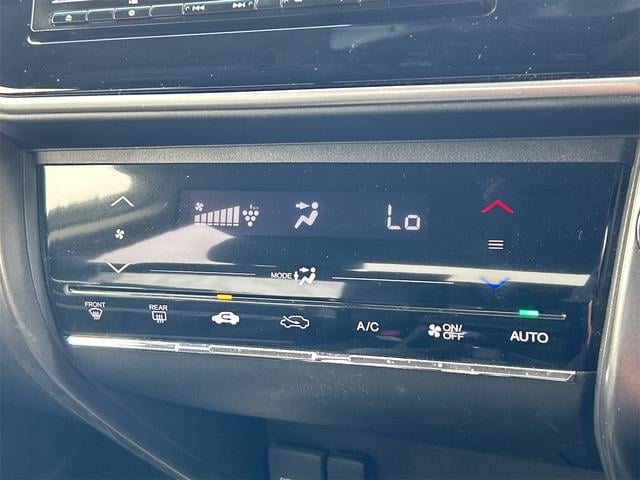 Lo
MODE
FRONT
REAR
A/C
ON/
OFF
AUTO